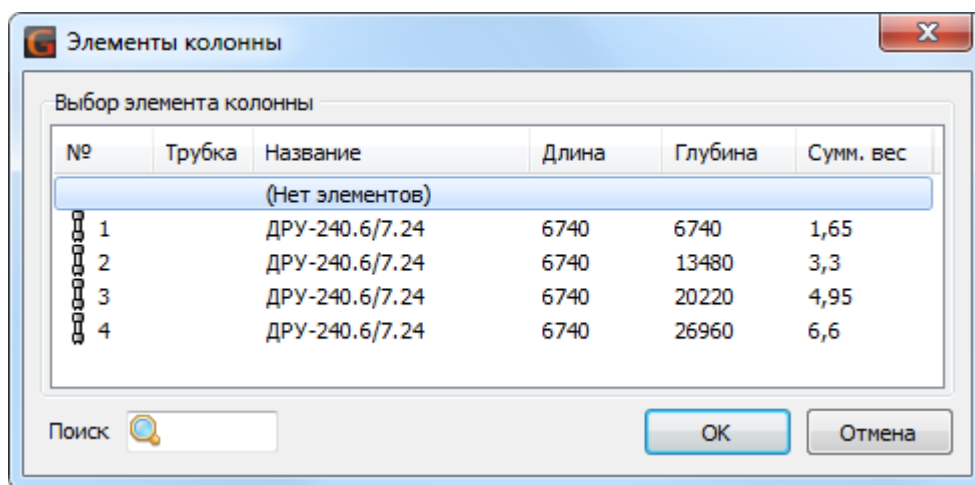 Элементы колонны
Выбор элемента колонны
№ Трубка Название Длина Глубина Сумм. вес
(Нет элементов)
1 ДРУ-240.6/7.24 6740 6740 1,65
2 ДРУ-240.6/7.24 6740 13480 3,3
3 ДРУ-240.6/7.24 6740 20220 4,95
4 ДРУ-240.6/7.24 6740 26960 6,6
Поиск OK Отмена